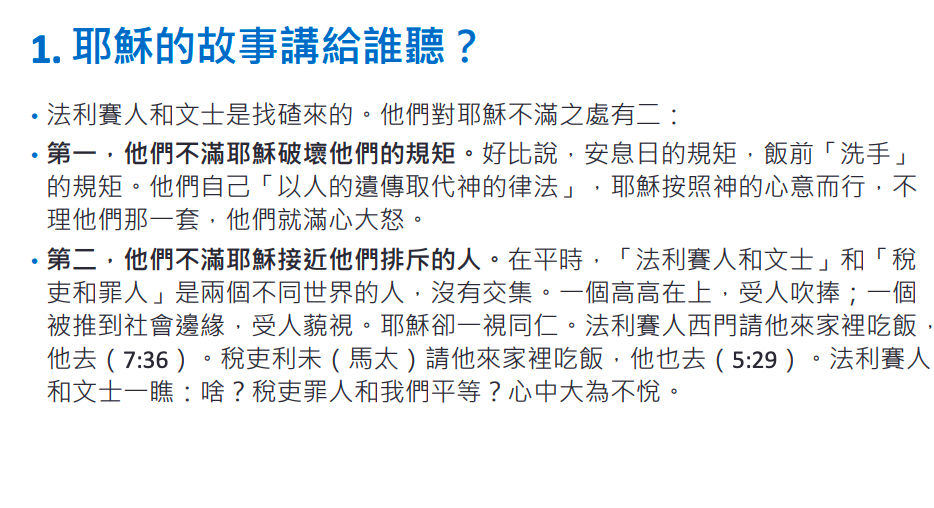 1. 耶穌的故事講給誰聽？
• 法利賽人和文士是找碴來的。他們對耶穌不滿之處有二：
• 第一，他們不滿耶穌破壞他們的規矩。好比說，安息日的規矩，飯前「洗手」
的規矩。他們自己「以人的遺傳取代神的律法」，耶穌按照神的心意而行，不
理他們那一套，他們就滿心大怒。
• 第二，他們不滿耶穌接近他們排斥的人。在平時，「法利賽人和文士」和「稅
吏和罪人」是兩個不同世界的人，沒有交集。一個高高在上，受人吹捧；一個
被推到社會邊緣，受人藐視。耶穌卻一視同仁。法利賽人西門請他來家裡吃飯，
他去（7:36）。稅吏利未（馬太）請他來家裡吃飯，他也去（5:29）。法利賽人
和文士一瞧：啥？稅吏罪人和我們平等？心中大為不悅。